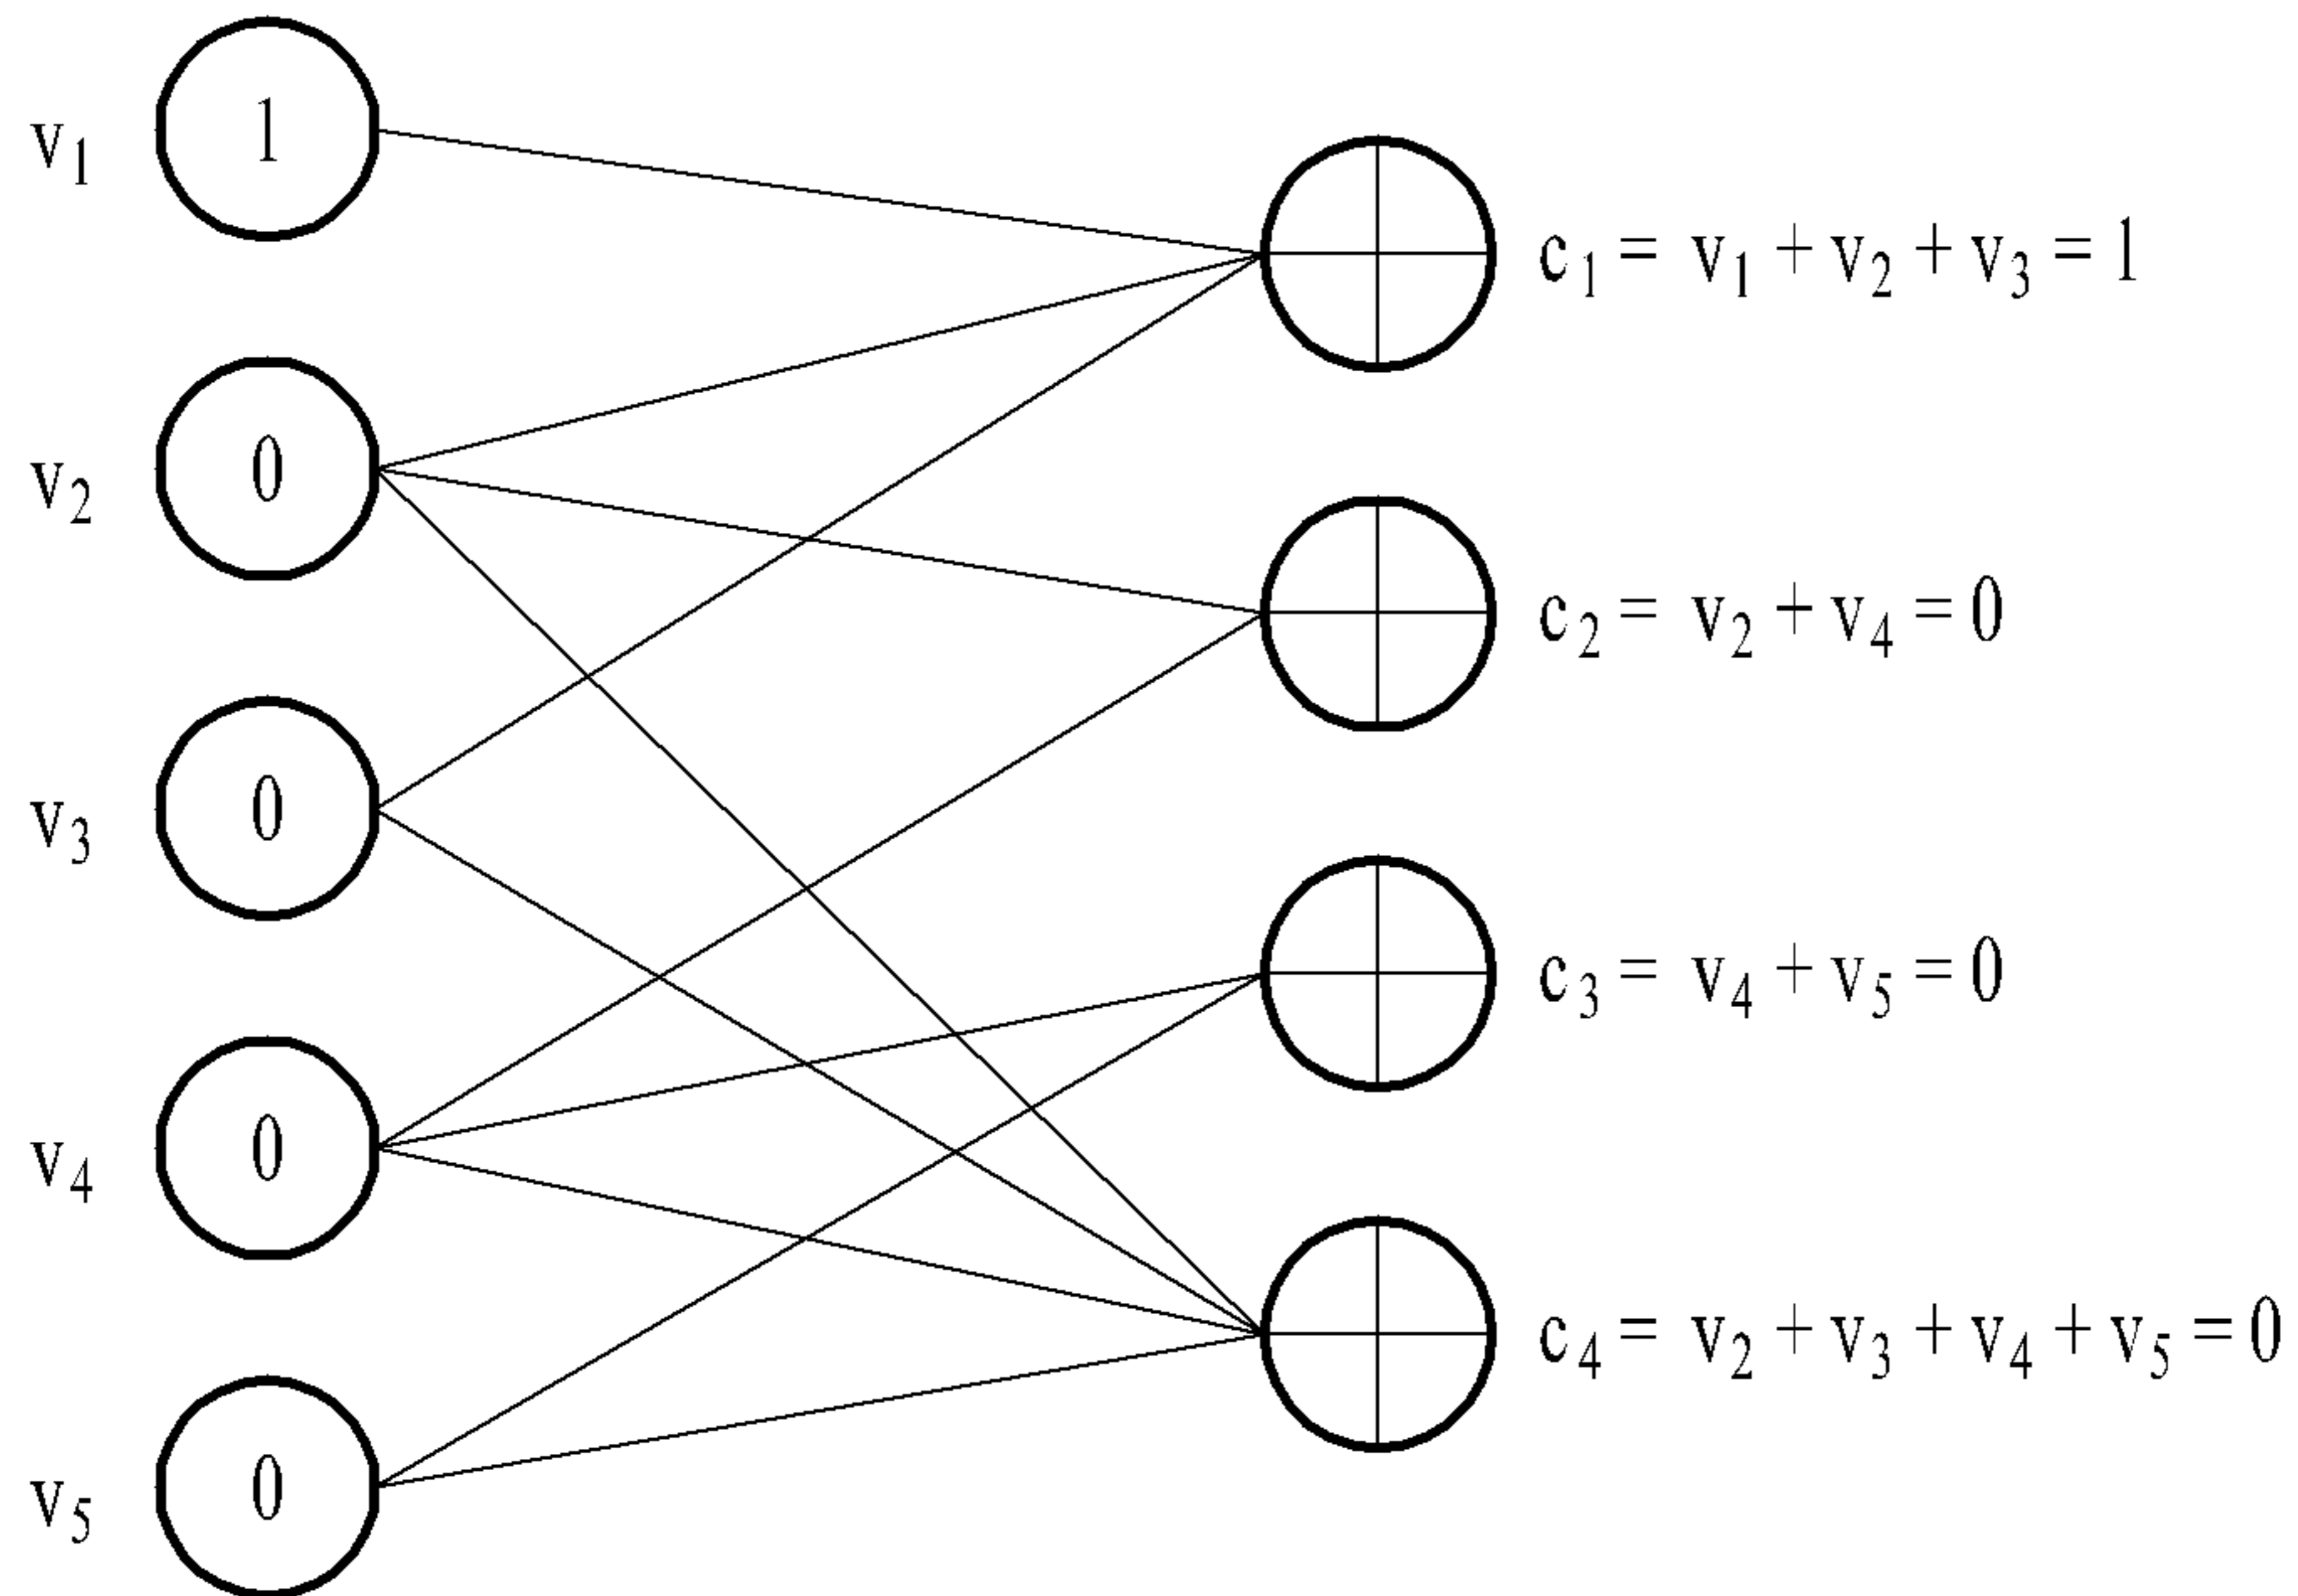 v₁ 1
c₁ = v₁ + v₂ + v₃ = 1
v₂ 0
c₂ = v₂ + v₄ = 0
v₃ 0
c₃ = v₄ + v₅ = 0
v₄ 0
c₄ = v₂ + v₃ + v₄ + v₅ = 0
v₅ 0